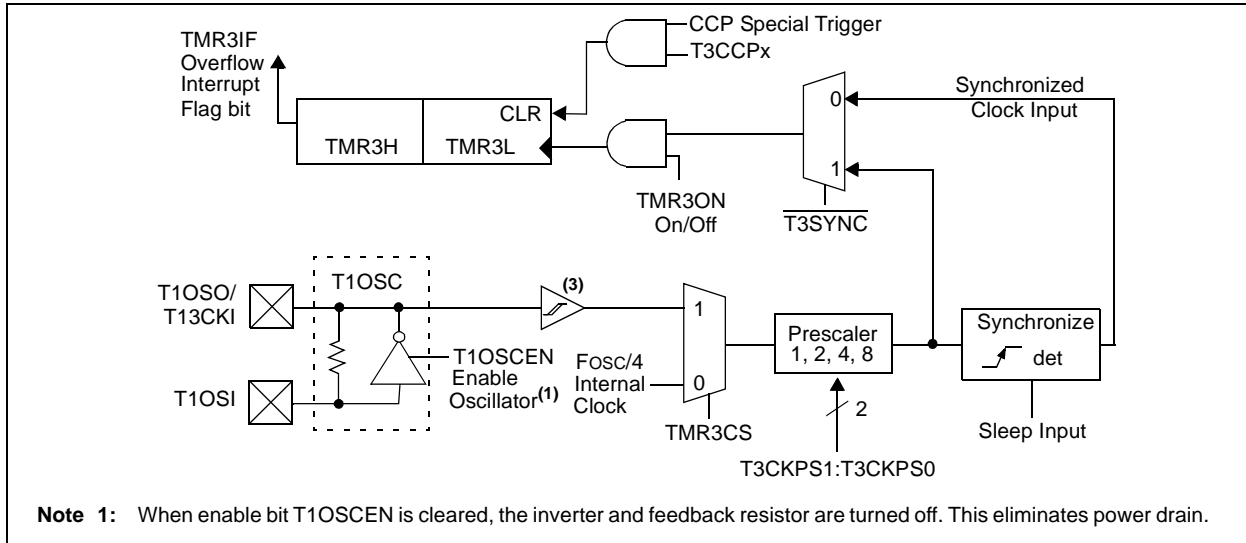 CCP Special Trigger
T3CCPx
TMR3IF
Overflow
Interrupt
Flag bit
CLR
TMR3H
TMR3L
0
1
Synchronized
Clock Input
TMR3ON
On/Off
T3SYNC
T1OSC
(3)
T1OSO/
T13CKI
T1OSI
T1OSCEN
Enable
Oscillator(1)
FOSC/4
Internal
Clock
1
0
TMR3CS
Prescaler
1, 2, 4, 8
2
T3CKPS1:T3CKPS0
Synchronize
det
Sleep Input
Note 1: When enable bit T1OSCEN is cleared, the inverter and feedback resistor are turned off. This eliminates power drain.